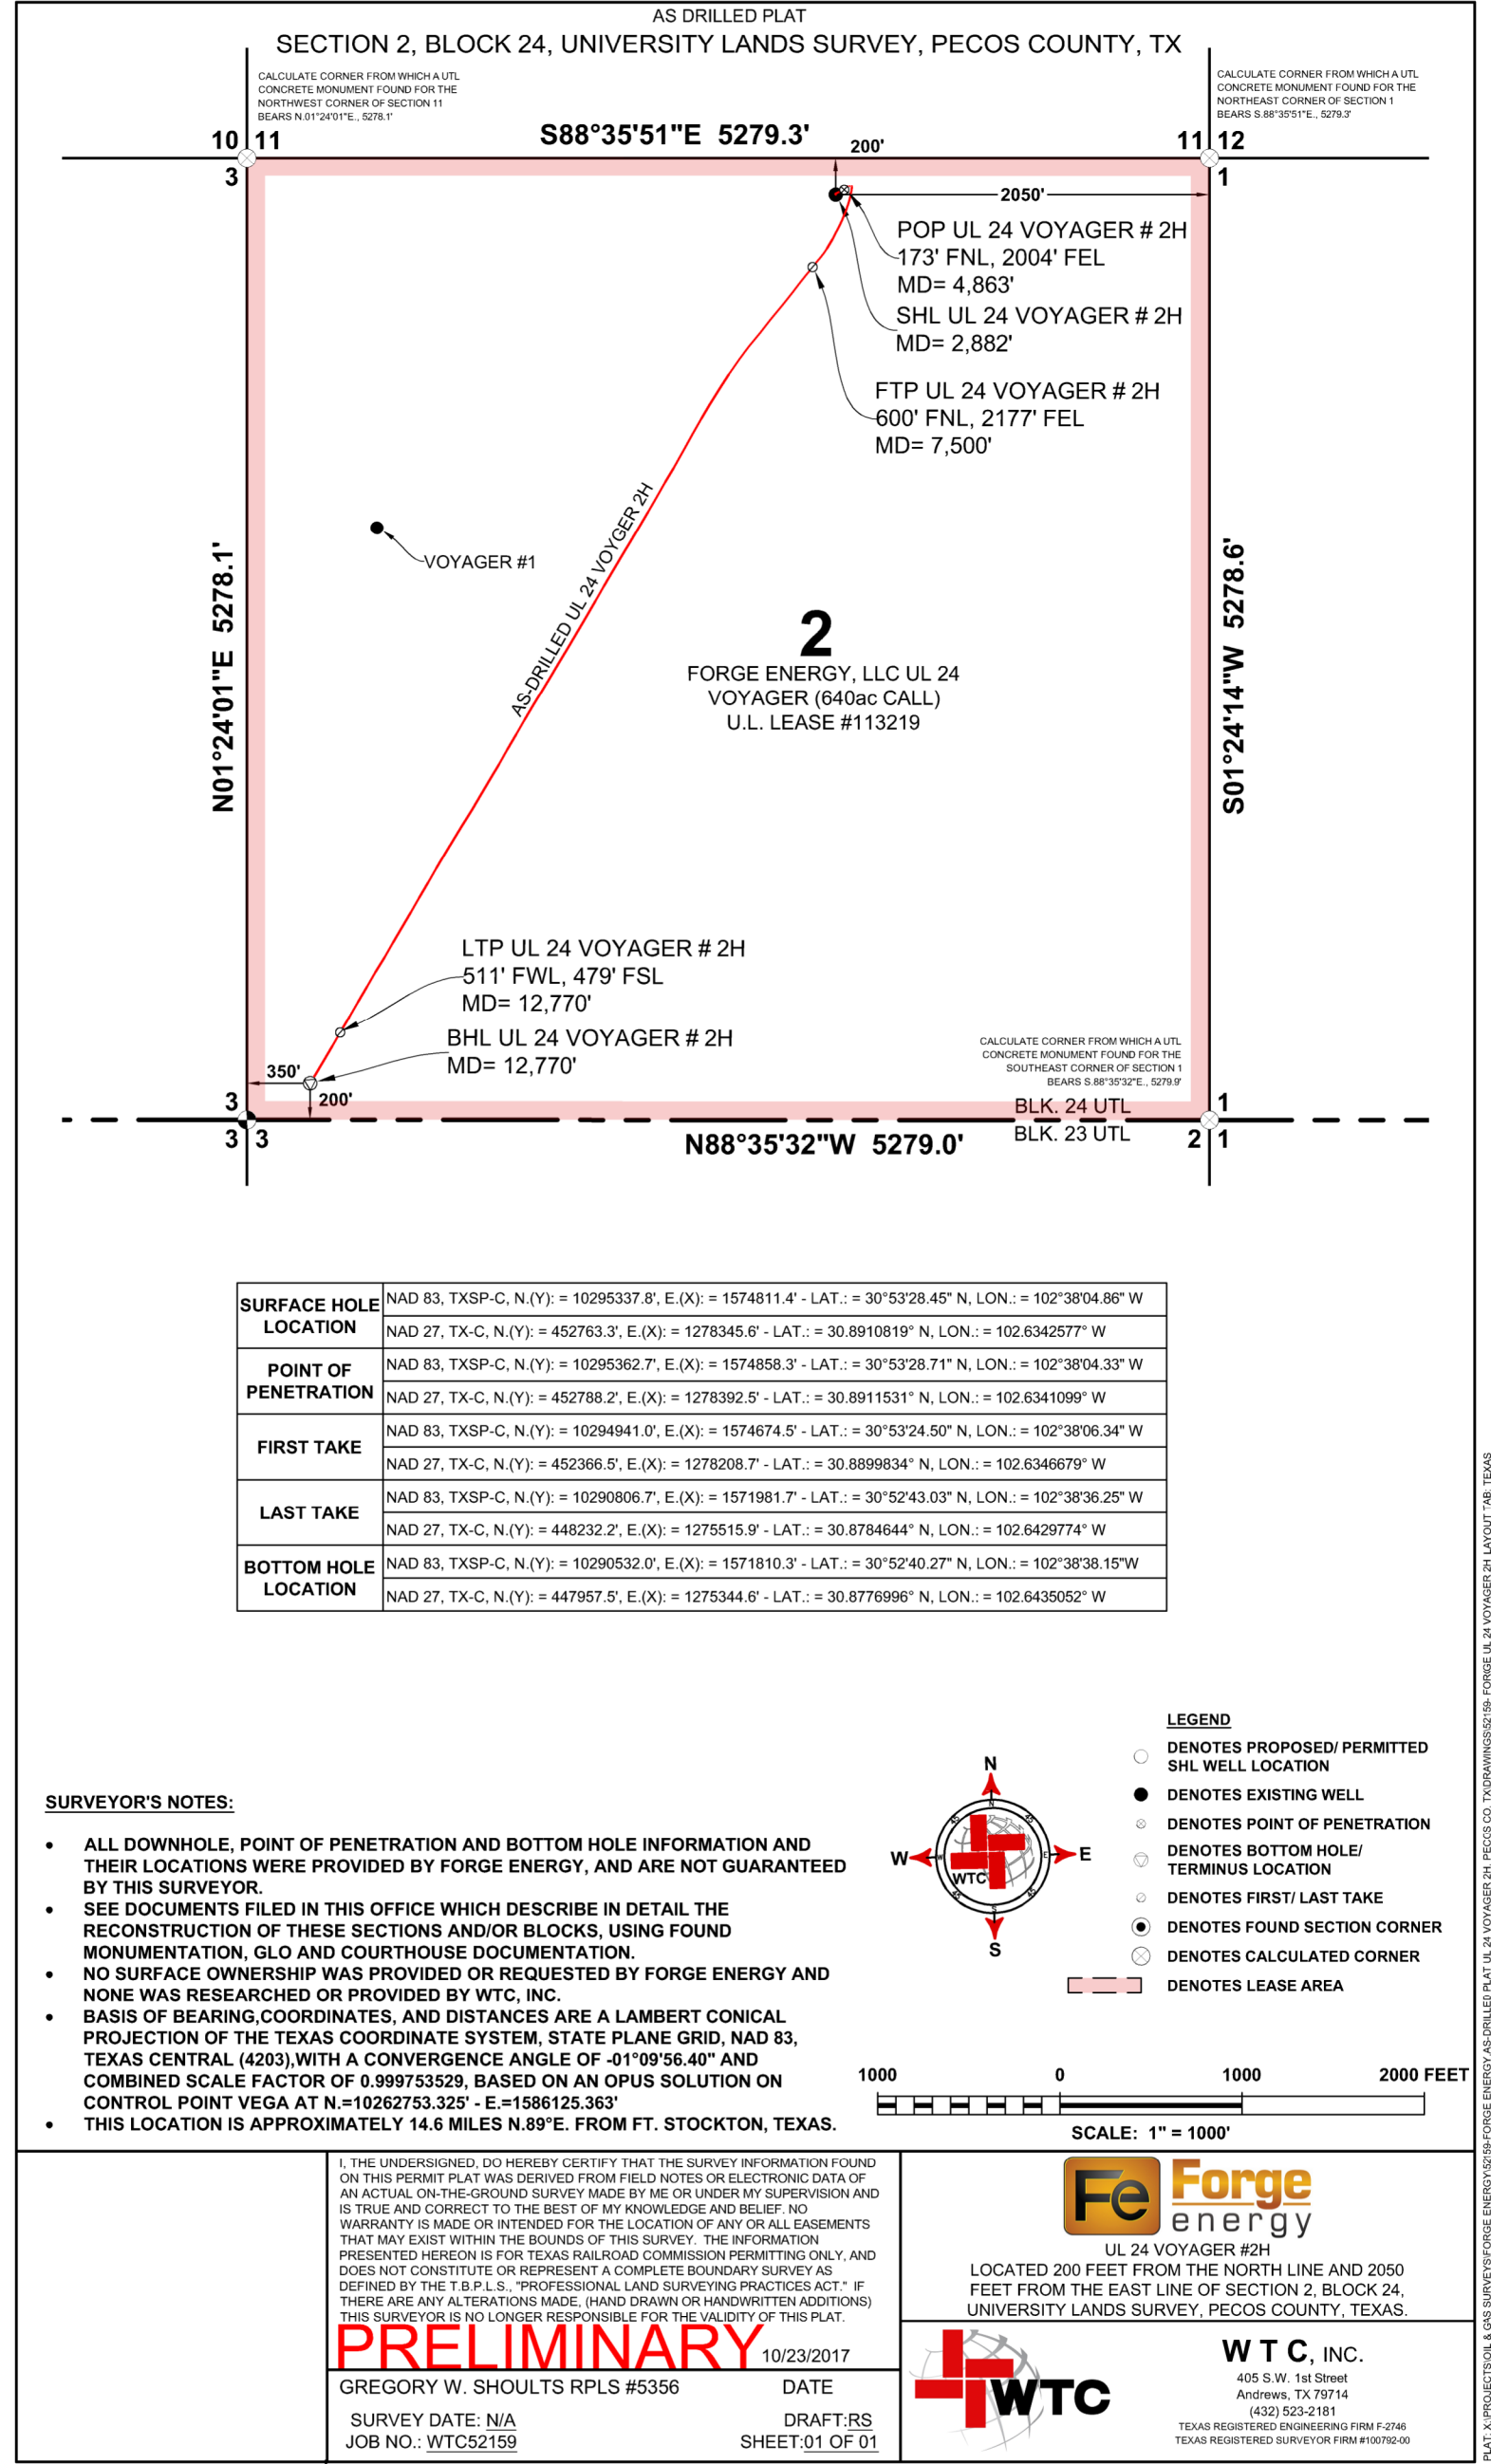 AS DRILLED PLAT
SECTION 2, BLOCK 24, UNIVERSITY LANDS SURVEY, PECOS COUNTY, TX
CALCULATE CORNER FROM WHICH A UTL
CONCRETE MONUMENT FOUND FOR THE
NORTHWEST CORNER OF SECTION 11
BEARS N.01°24'01"E., 5278.1'
CALCULATE CORNER FROM WHICH A UTL
CONCRETE MONUMENT FOUND FOR THE
NORTHEAST CORNER OF SECTION 1
BEARS S.88°35'51"E., 5279.3'
10 11
S88°35'51"E 5279.3'
200'
11 12
3
1
2050'
POP UL 24 VOYAGER # 2H
173' FNL, 2004' FEL
MD= 4,863'
SHL UL 24 VOYAGER # 2H
MD= 2,882'
FTP UL 24 VOYAGER # 2H
600' FNL, 2177' FEL
MD= 7,500'
AS-DRILLED UL 24 VOYGER 2H
VOYAGER #1
N01°24'01"E 5278.1'
S01°24'14"W 5278.6'
2
FORGE ENERGY, LLC UL 24
VOYAGER (640ac CALL)
U.L. LEASE #113219
LTP UL 24 VOYAGER # 2H
511' FWL, 479' FSL
MD= 12,770'
BHL UL 24 VOYAGER # 2H
MD= 12,770'
350'
200'
CALCULATE CORNER FROM WHICH A UTL
CONCRETE MONUMENT FOUND FOR THE
SOUTHEAST CORNER OF SECTION 1
BEARS S.88°35'32"E., 5279.9'
3
BLK. 24 UTL
1
3 3
N88°35'32"W 5279.0'
BLK. 23 UTL
2 1
SURFACE HOLE
LOCATION
NAD 83, TXSP-C, N.(Y): = 10295337.8', E.(X): = 1574811.4' - LAT.: = 30°53'28.45" N, LON.: = 102°38'04.86" W
NAD 27, TX-C, N.(Y): = 452763.3', E.(X): = 1278345.6' - LAT.: = 30.8910819° N, LON.: = 102.6342577° W
POINT OF
PENETRATION
NAD 83, TXSP-C, N.(Y): = 10295362.7', E.(X): = 1574858.3' - LAT.: = 30°53'28.71" N, LON.: = 102°38'04.33" W
NAD 27, TX-C, N.(Y): = 452788.2', E.(X): = 1278392.5' - LAT.: = 30.8911531° N, LON.: = 102.6341099° W
FIRST TAKE
NAD 83, TXSP-C, N.(Y): = 10294941.0', E.(X): = 1574674.5' - LAT.: = 30°53'24.50" N, LON.: = 102°38'06.34" W
NAD 27, TX-C, N.(Y): = 452366.5', E.(X): = 1278208.7' - LAT.: = 30.8899834° N, LON.: = 102.6346679° W
LAST TAKE
NAD 83, TXSP-C, N.(Y): = 10290806.7', E.(X): = 1571981.7' - LAT.: = 30°52'43.03" N, LON.: = 102°38'36.25" W
NAD 27, TX-C, N.(Y): = 448232.2', E.(X): = 1275515.9' - LAT.: = 30.8784644° N, LON.: = 102.6429774° W
BOTTOM HOLE
LOCATION
NAD 83, TXSP-C, N.(Y): = 10290532.0', E.(X): = 1571810.3' - LAT.: = 30°52'40.27" N, LON.: = 102°38'38.15"W
NAD 27, TX-C, N.(Y): = 447957.5', E.(X): = 1275344.6' - LAT.: = 30.8776996° N, LON.: = 102.6435052° W
SURVEYOR'S NOTES:
• ALL DOWNHOLE, POINT OF PENETRATION AND BOTTOM HOLE INFORMATION AND
THEIR LOCATIONS WERE PROVIDED BY FORGE ENERGY, AND ARE NOT GUARANTEED
BY THIS SURVEYOR.
• SEE DOCUMENTS FILED IN THIS OFFICE WHICH DESCRIBE IN DETAIL THE
RECONSTRUCTION OF THESE SECTIONS AND/OR BLOCKS, USING FOUND
MONUMENTATION, GLO AND COURTHOUSE DOCUMENTATION.
• NO SURFACE OWNERSHIP WAS PROVIDED OR REQUESTED BY FORGE ENERGY AND
NONE WAS RESEARCHED OR PROVIDED BY WTC, INC.
• BASIS OF BEARING,COORDINATES, AND DISTANCES ARE A LAMBERT CONICAL
PROJECTION OF THE TEXAS COORDINATE SYSTEM, STATE PLANE GRID, NAD 83,
TEXAS CENTRAL (4203),WITH A CONVERGENCE ANGLE OF -01°09'56.40" AND
COMBINED SCALE FACTOR OF 0.999753529, BASED ON AN OPUS SOLUTION ON
CONTROL POINT VEGA AT N.=10262753.325' - E.=1586125.363'
• THIS LOCATION IS APPROXIMATELY 14.6 MILES N.89°E. FROM FT. STOCKTON, TEXAS.
N
W
E
S
N
45
45
W
E
45
45
S
WTC
LEGEND
DENOTES PROPOSED/ PERMITTED
SHL WELL LOCATION
DENOTES EXISTING WELL
DENOTES POINT OF PENETRATION
DENOTES BOTTOM HOLE/
TERMINUS LOCATION
DENOTES FIRST/ LAST TAKE
DENOTES FOUND SECTION CORNER
DENOTES CALCULATED CORNER
DENOTES LEASE AREA
1000 0 1000 2000 FEET
SCALE: 1" = 1000'
I, THE UNDERSIGNED, DO HEREBY CERTIFY THAT THE SURVEY INFORMATION FOUND
ON THIS PERMIT PLAT WAS DERIVED FROM FIELD NOTES OR ELECTRONIC DATA OF
AN ACTUAL ON-THE-GROUND SURVEY MADE BY ME OR UNDER MY SUPERVISION AND
IS TRUE AND CORRECT TO THE BEST OF MY KNOWLEDGE AND BELIEF. NO
WARRANTY IS MADE OR INTENDED FOR THE LOCATION OF ANY OR ALL EASEMENTS
THAT MAY EXIST WITHIN THE BOUNDS OF THIS SURVEY. THE INFORMATION
PRESENTED HEREON IS FOR TEXAS RAILROAD COMMISSION PERMITTING ONLY, AND
DOES NOT CONSTITUTE OR REPRESENT A COMPLETE BOUNDARY SURVEY AS
DEFINED BY THE T.B.P.L.S., "PROFESSIONAL LAND SURVEYING PRACTICES ACT." IF
THERE ARE ANY ALTERATIONS MADE, (HAND DRAWN OR HANDWRITTEN ADDITIONS)
THIS SURVEYOR IS NO LONGER RESPONSIBLE FOR THE VALIDITY OF THIS PLAT.
PRELIMINARY 10/23/2017
GREGORY W. SHOULTS RPLS #5356 DATE
SURVEY DATE: N/A DRAFT:RS
JOB NO.: WTC52159 SHEET:01 OF 01
Fe Forge
energy
UL 24 VOYAGER #2H
LOCATED 200 FEET FROM THE NORTH LINE AND 2050
FEET FROM THE EAST LINE OF SECTION 2, BLOCK 24,
UNIVERSITY LANDS SURVEY, PECOS COUNTY, TEXAS.
WTC
W T C, INC.
405 S.W. 1st Street
Andrews, TX 79714
(432) 523-2181
TEXAS REGISTERED ENGINEERING FIRM F-2746
TEXAS REGISTERED SURVEYOR FIRM #100792-00
PLAT: X:\PROJECTS\OIL & GAS SURVEYS\FORGE ENERGY\52159-FORGE ENERGY AS-DRILLED PLAT UL 24 VOYAGER 2H, PECOS CO. TX\DRAWINGS\52159- FORGE UL 24 VOYAGER 2H LAYOUT TAB: TEXAS